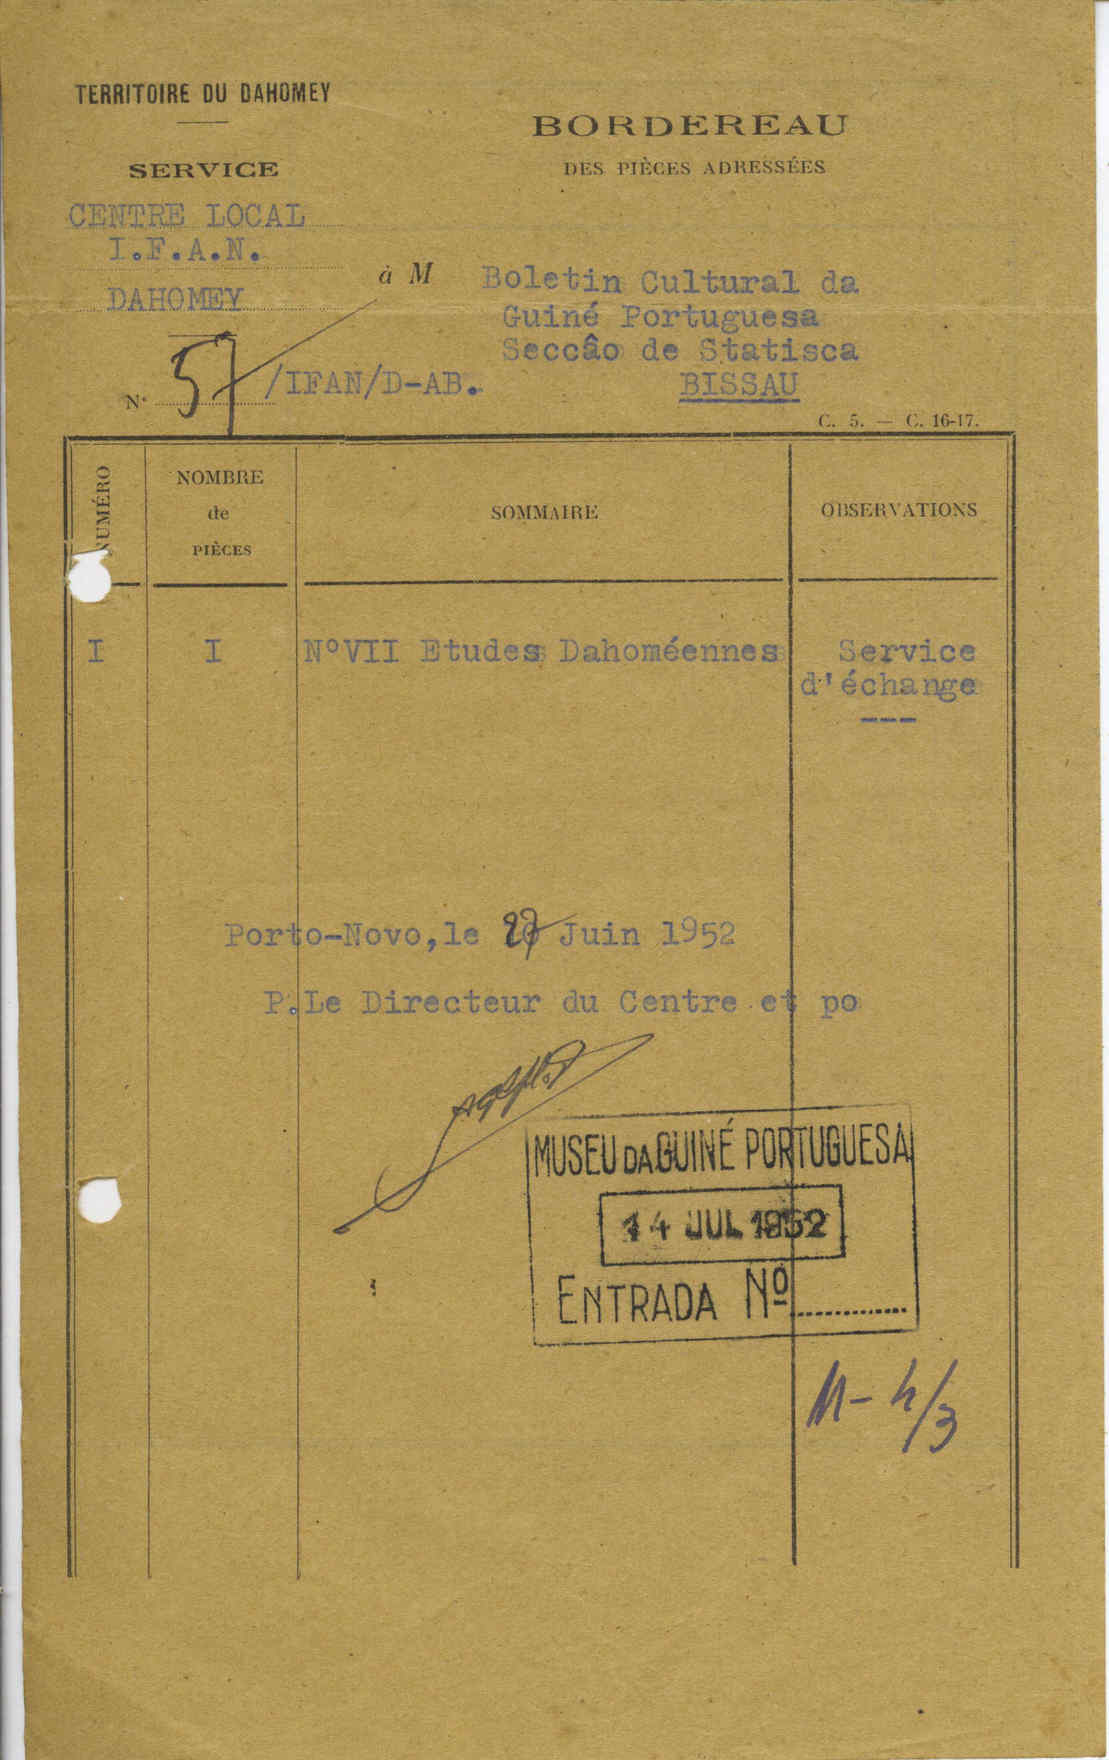 TERRITOIRE DU DAHOMEY
SERVICE
CENTRE LOCAL
I.F.A.N.
DAHOMEY
N° 57/IFAN/D-AB.
BORDEREAU
DES PIÈCES ADRESSÉES
à M Boletin Cultural da
Guiné Portuguesa
Seccâo de Statisca
BISSAU
C. 5. — C. 16-17.
NUMÉRO
NOMBRE
de
PIÈCES
SOMMAIRE
OBSERVATIONS
I I N°VII Etudes Dahoméennes Service
d'échange
Porto-Novo, le 27 Juin 1952
P.Le Directeur du Centre et po
MUSEU DA GUINÉ PORTUGUESA
14 JUL 1952
ENTRADA Nº
M-4/3